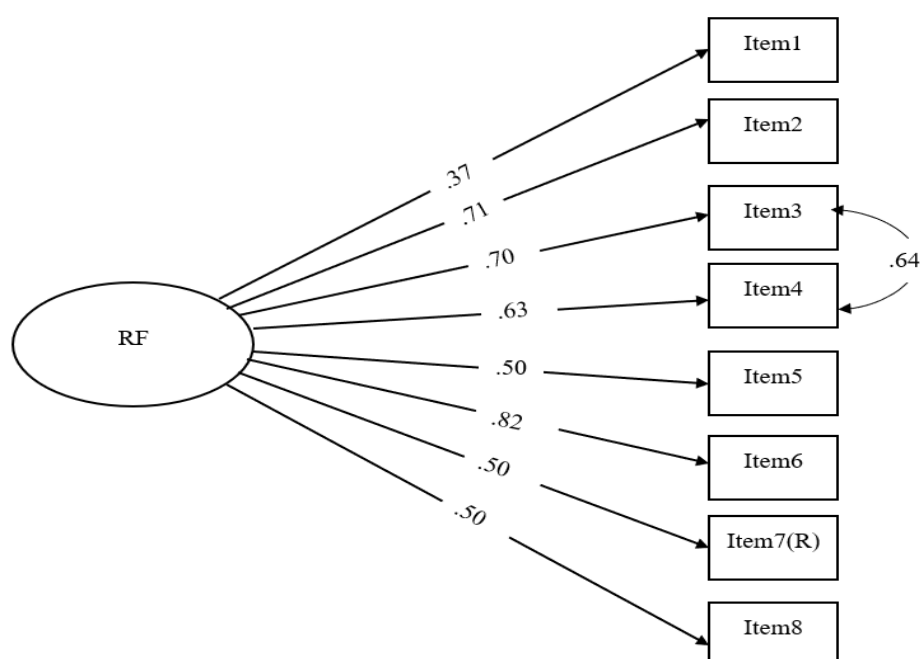 Item1
Item2
Item3
Item4
Item5
Item6
Item7(R)
Item8
RF
.37
.71
.70
.63
.50
.82
.50
.50
.64